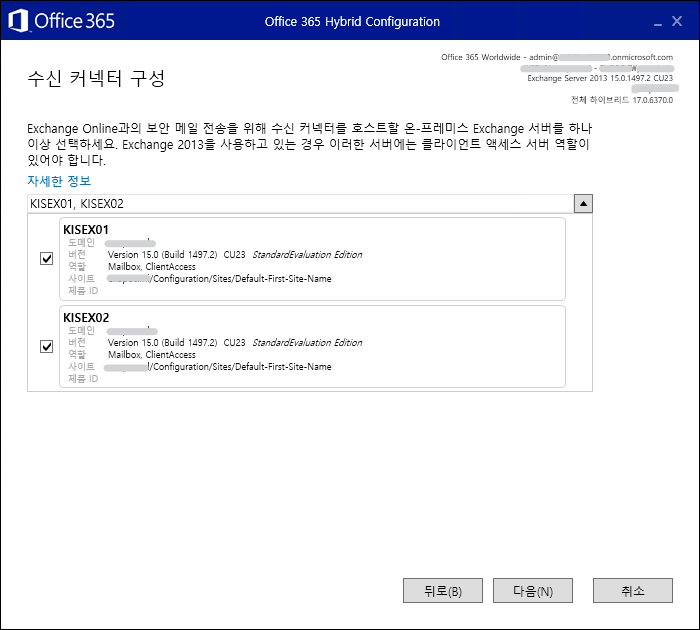 Office 365
Office 365 Hybrid Configuration
Office 365 Worldwide - admin@ .onmicrosoft.com
-
Exchange Server 2013 15.0.1497.2 CU23
전체 하이브리드 17.0.6370.0
수신 커넥터 구성
Exchange Online과의 보안 메일 전송을 위해 수신 커넥터를 호스트할 온-프레미스 Exchange 서버를 하나
이상 선택하세요. Exchange 2013을 사용하고 있는 경우 이러한 서버에는 클라이언트 액세스 서버 역할이
있어야 합니다.
자세한 정보
KISEX01, KISEX02
KISEX01
도메인
버전 Version 15.0 (Build 1497.2) CU23 StandardEvaluation Edition
역할 Mailbox, ClientAccess
사이트 /Configuration/Sites/Default-First-Site-Name
제품 ID
KISEX02
도메인
버전 Version 15.0 (Build 1497.2) CU23 StandardEvaluation Edition
역할 Mailbox, ClientAccess
사이트 /Configuration/Sites/Default-First-Site-Name
제품 ID
뒤로(B)
다음(N)
취소